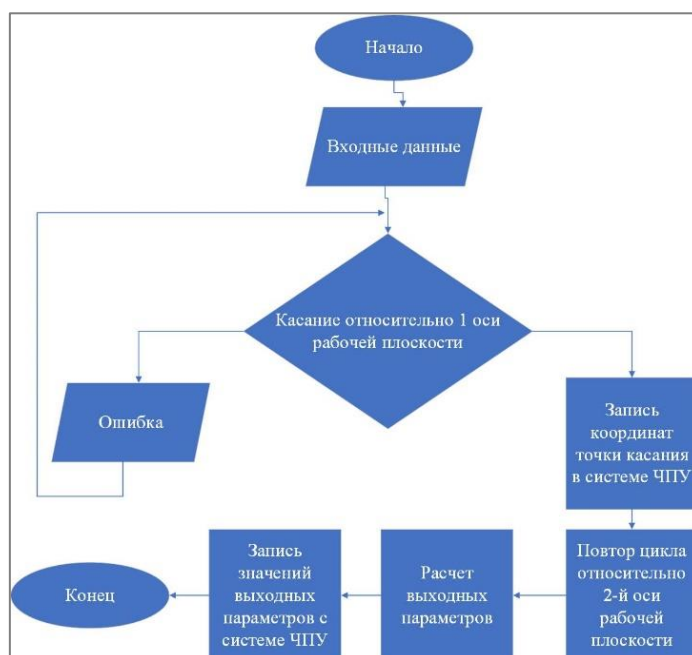 Начало
Входные данные
Касание относительно 1 оси
рабочей плоскости
Ошибка
Запись
координат
точки касания
в системе ЧПУ
Повтор цикла
относительно
2-й оси
рабочей
плоскости
Расчет
выходных
параметров
Запись
значений
выходных
параметров с
системе ЧПУ
Конец